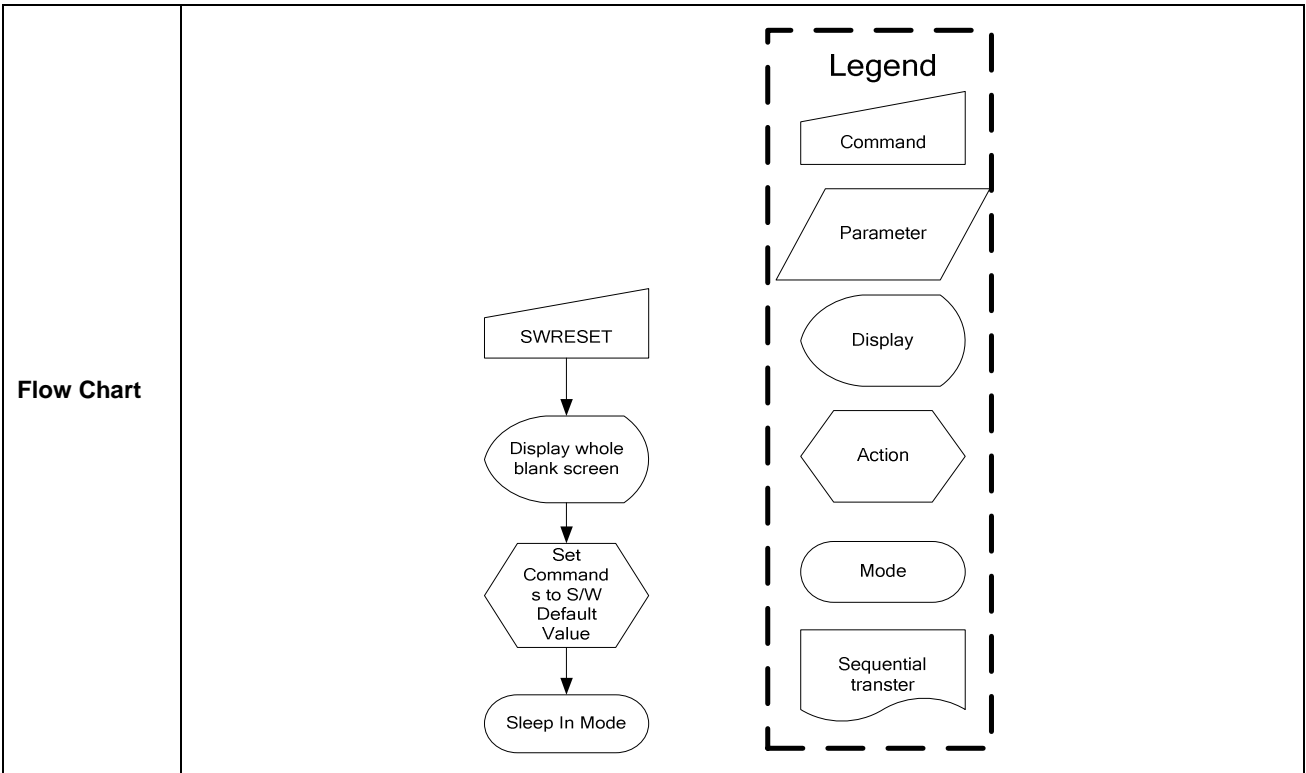 Flow Chart
SWRESET
Display whole
blank screen
Set
Command
s to S/W
Default
Value
Sleep In Mode
Legend
Command
Parameter
Display
Action
Mode
Sequential
transter